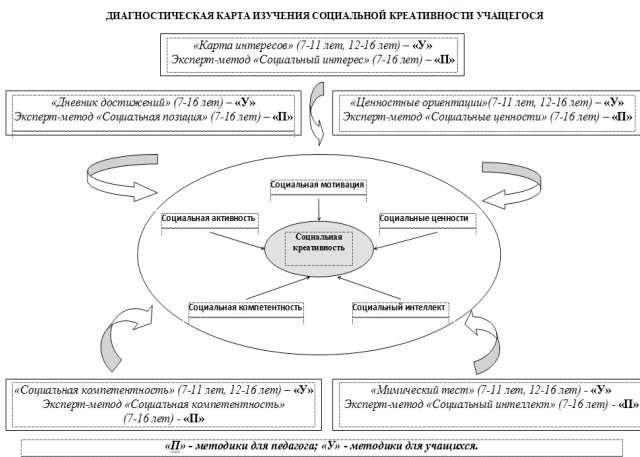 ДИАГНОСТИЧЕСКАЯ КАРТА ИЗУЧЕНИЯ СОЦИАЛЬНОЙ КРЕАТИВНОСТИ УЧАЩЕГОСЯ
«Карта интересов» (7-11 лет, 12-16 лет) – «У»
Эксперт-метод «Социальный интерес» (7-16 лет) – «П»
«Дневник достижений» (7-16 лет) – «У»
Эксперт-метод «Социальная позиция» (7-16 лет) – «П»
«Ценностные ориентации»(7-11 лет, 12-16 лет) – «У»
Эксперт-метод «Социальные ценности» (7-16 лет) – «П»
Социальная мотивация
Социальная активность
Социальные ценности
Социальная
креативность
Социальная компетентность
Социальный интеллект
«Социальная компетентность» (7-11 лет, 12-16 лет) – «У»
Эксперт-метод «Социальная компетентность»
(7-16 лет) - «П»
«Мимический тест» (7-11 лет, 12-16 лет) - «У»
Эксперт-метод «Социальный интеллект» (7-16 лет) - «П»
«П» - методики для педагога; «У» - методики для учащихся.